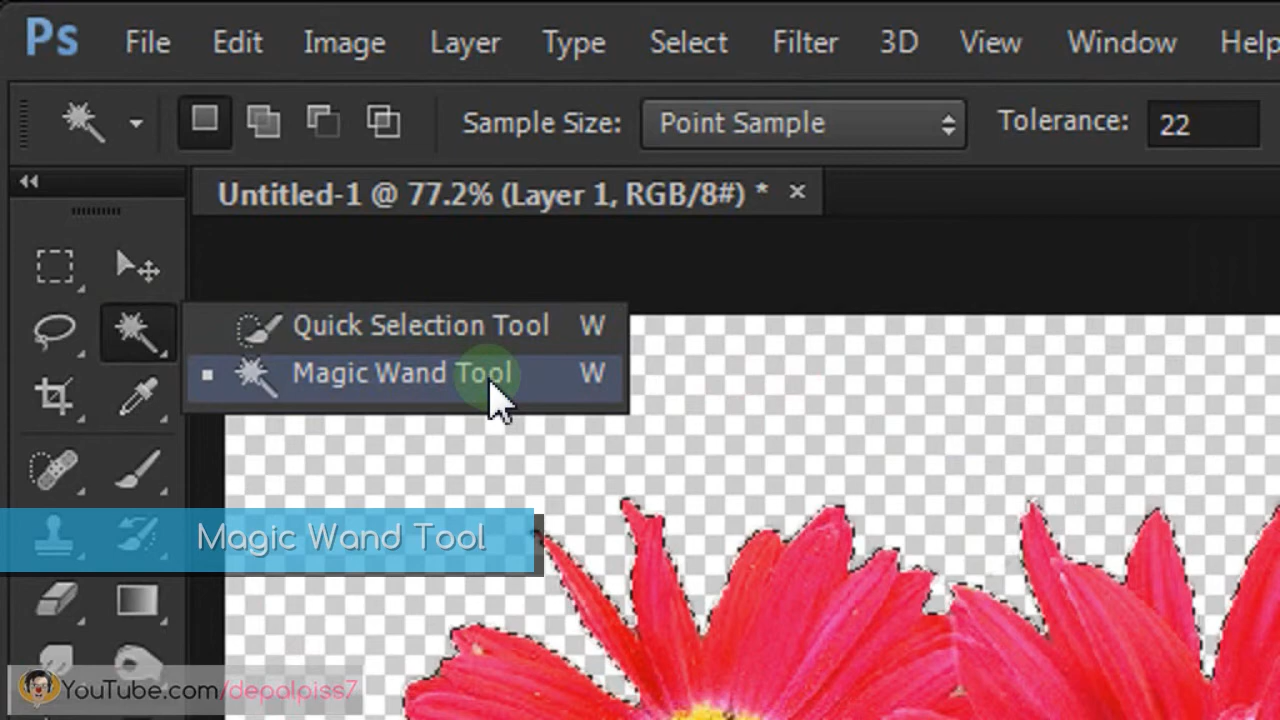 Ps File Edit Image Layer Type Select Filter 3D View Window Help
Sample Size: Point Sample Tolerance: 22
Untitled-1 @ 77.2% (Layer 1, RGB/8#) * ×
Quick Selection Tool W
Magic Wand Tool W
Magic Wand Tool
YouTube.com/depalpiss7